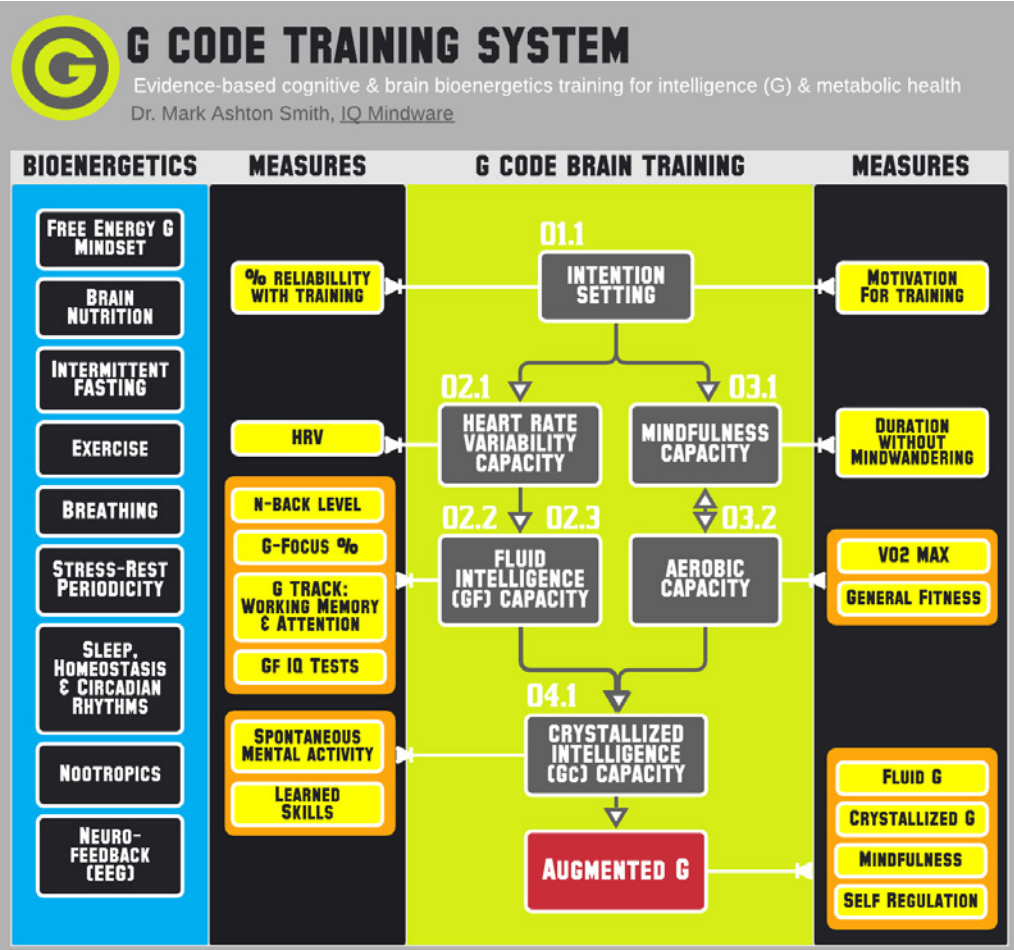 G CODE TRAINING SYSTEM
Evidence-based cognitive & brain bioenergetics training for intelligence (G) & metabolic health
Dr. Mark Ashton Smith, IQ Mindware
BIOENERGETICS
MEASURES
G CODE BRAIN TRAINING
MEASURES
FREE ENERGY G
MINDSET
BRAIN
NUTRITION
INTERMITTENT
FASTING
EXERCISE
BREATHING
STRESS-REST
PERIODICITY
SLEEP,
HOMEOSTASIS
& CIRCADIAN
RHYTHMS
NOOTROPICS
NEURO-
FEEDBACK
(EEG)
% RELIABILLITY
WITH TRAINING
HRV
N-BACK LEVEL
G-FOCUS %
G TRACK:
WORKING MEMORY
& ATTENTION
GF IQ TESTS
SPONTANEOUS
MENTAL ACTIVITY
LEARNED
SKILLS
01.1
INTENTION
SETTING
02.1
HEART RATE
VARIABILITY
CAPACITY
03.1
MINDFULNESS
CAPACITY
02.2
02.3
FLUID
INTELLIGENCE
(GF) CAPACITY
03.2
AEROBIC
CAPACITY
04.1
CRYSTALLIZED
INTELLIGENCE
(GC) CAPACITY
AUGMENTED G
MOTIVATION
FOR TRAINING
DURATION
WITHOUT
MINDWANDERING
VO2 MAX
GENERAL FITNESS
FLUID G
CRYSTALLIZED G
MINDFULNESS
SELF REGULATION